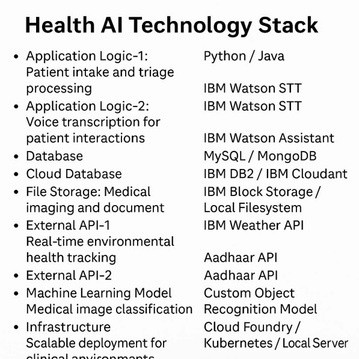 Health AI Technology Stack
• Application Logic-1: Python / Java
Patient intake and triage
processing IBM Watson STT
• Application Logic-2: IBM Watson STT
Voice transcription for
patient interactions IBM Watson Assistant
• Database MySQL / MongoDB
• Cloud Database IBM DB2 / IBM Cloudant
• File Storage: Medical IBM Block Storage /
imaging and document Local Filesystem
• External API-1 IBM Weather API
Real-time environmental
health tracking Aadhaar API
• External API-2 Aadhaar API
• Machine Learning Model Custom Object
Medical image classification Recognition Model
• Infrastructure Cloud Foundry /
Scalable deployment for Kubernetes / Local Server
clinical environments